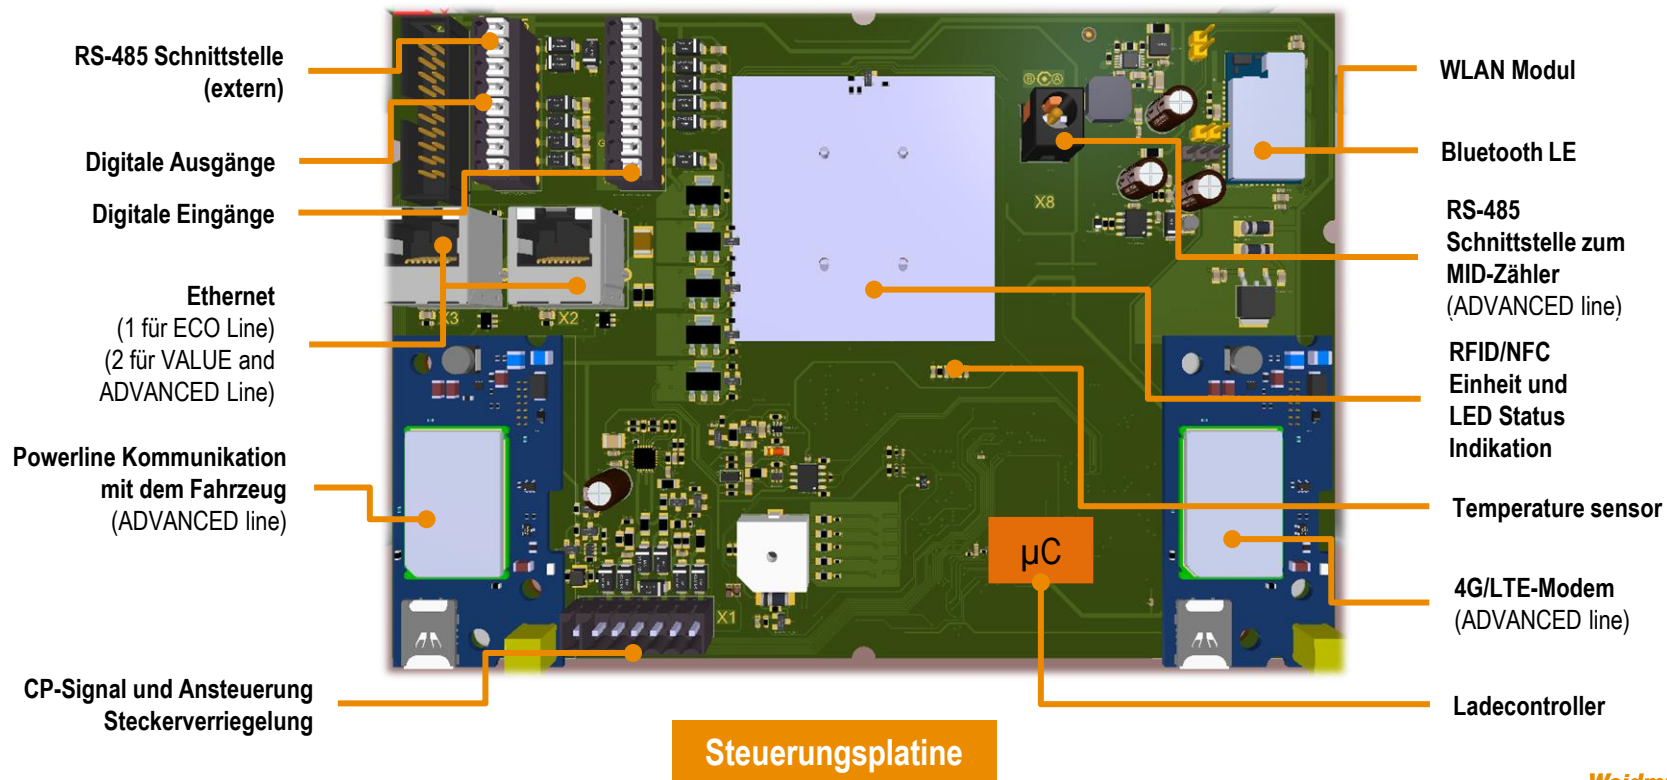 RS-485 Schnittstelle
(extern)
Digitale Ausgänge
Digitale Eingänge
Ethernet
(1 für ECO Line)
(2 für VALUE and
ADVANCED Line)
Powerline Kommunikation
mit dem Fahrzeug
(ADVANCED line)
CP-Signal und Ansteuerung
Steckerverriegelung
X3
X2
X1
X8
B
A
µC
WLAN Modul
Bluetooth LE
RS-485
Schnittstelle zum
MID-Zähler
(ADVANCED line)
RFID/NFC
Einheit und
LED Status
Indikation
Temperature sensor
4G/LTE-Modem
(ADVANCED line)
Ladecontroller
Steuerungsplatine